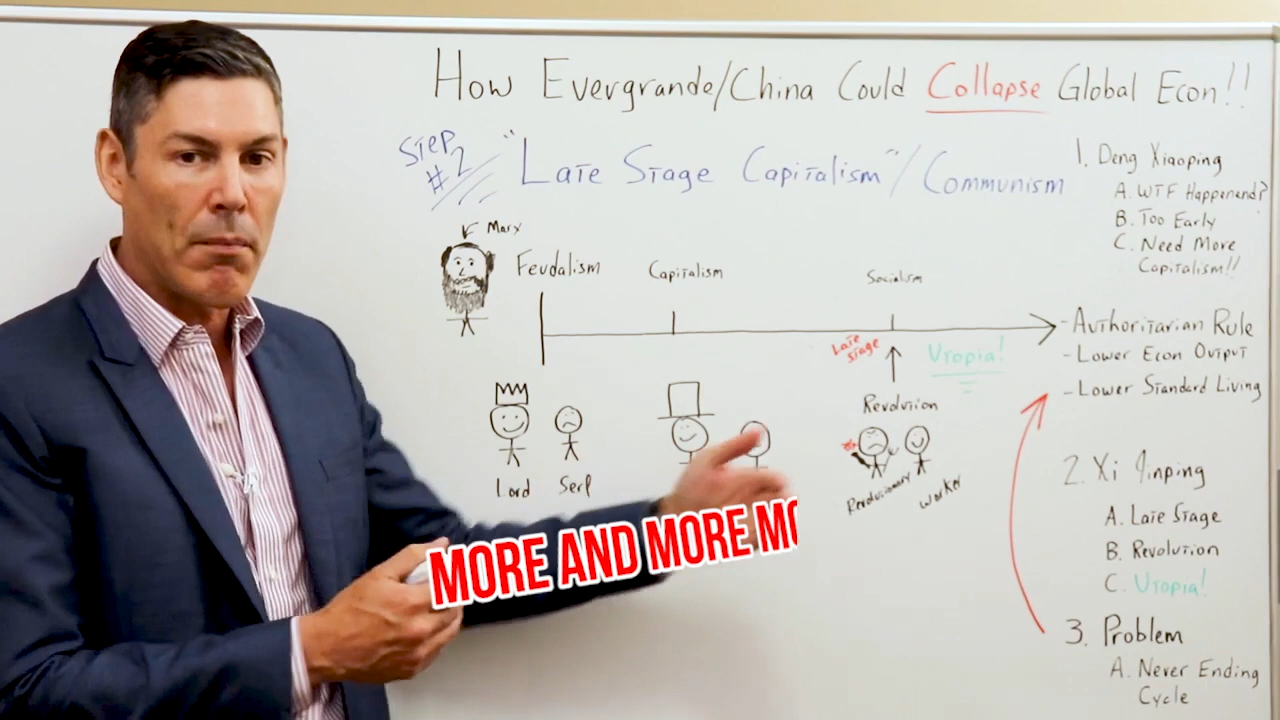 How Evergrande/China Could Collapse Global Econ!!
Step #2
"Late Stage Capitalism"/Communism
Marx
Feudalism
Capitalism
Socialism
Late Stage
Utopia!
Revolution
Lord
Serf
Revolutionary
Worker
1. Deng Xiaoping
A. WTF Happenend?
B. Too Early
C. Need More
Capitalism!!
-Authoritarian Rule
-Lower Econ Output
-Lower Standard Living
2. Xi Jinping
A. Late Stage
B. Revolution
C. Utopia!
3. Problem
A. Never Ending
Cycle
MORE AND MORE